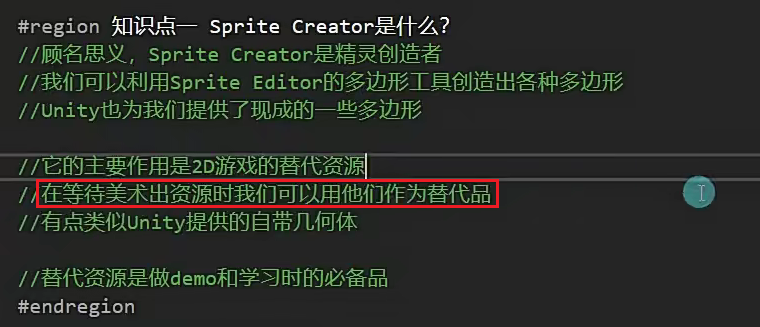 #region 知识点一 Sprite Creator是什么?
//顾名思义，Sprite Creator是精灵创造者
//我们可以利用Sprite Editor的多边形工具创造出各种多边形
//Unity也为我们提供了现成的一些多边形
//它的主要作用是2D游戏的替代资源
//在等待美术出资源时我们可以用他们作为替代品
//有点类似Unity提供的自带几何体
//替代资源是做demo和学习时的必备品
#endregion